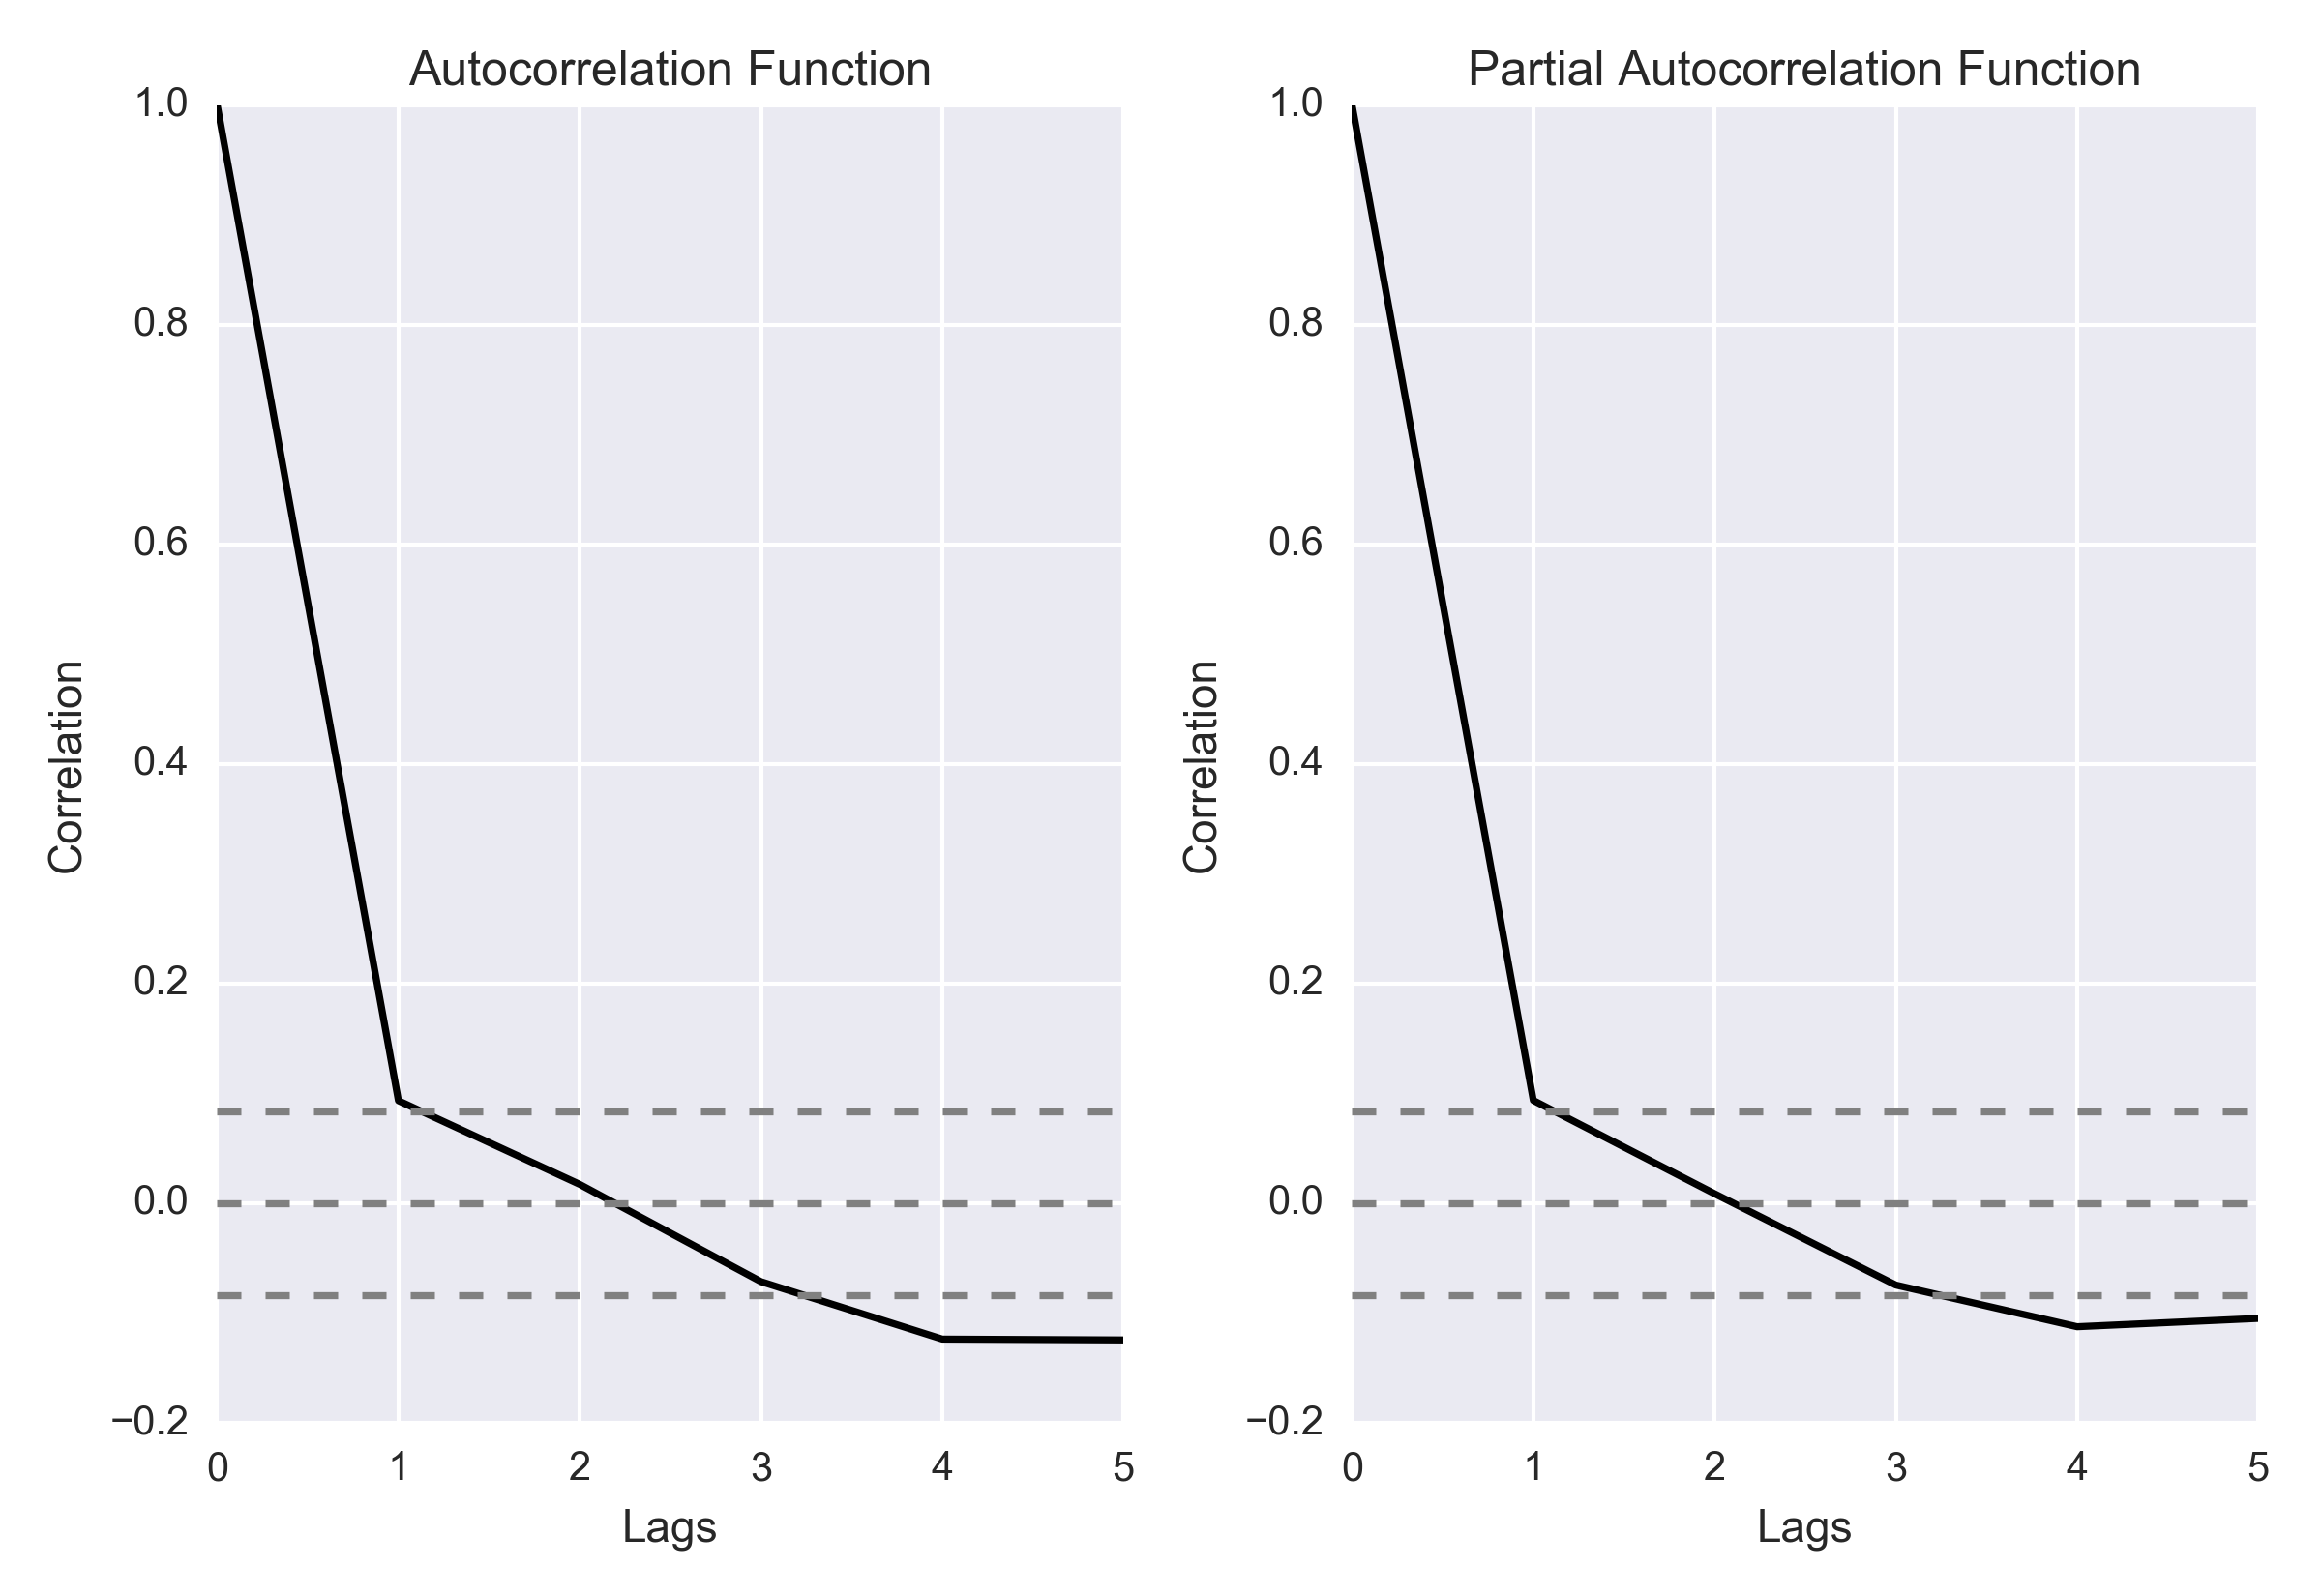 Autocorrelation Function
1.0
0.8
0.6
0.4
0.2
0.0
−0.2
Correlation
0 1 2 3 4 5
Lags
Partial Autocorrelation Function
1.0
0.8
0.6
0.4
0.2
0.0
−0.2
Correlation
0 1 2 3 4 5
Lags